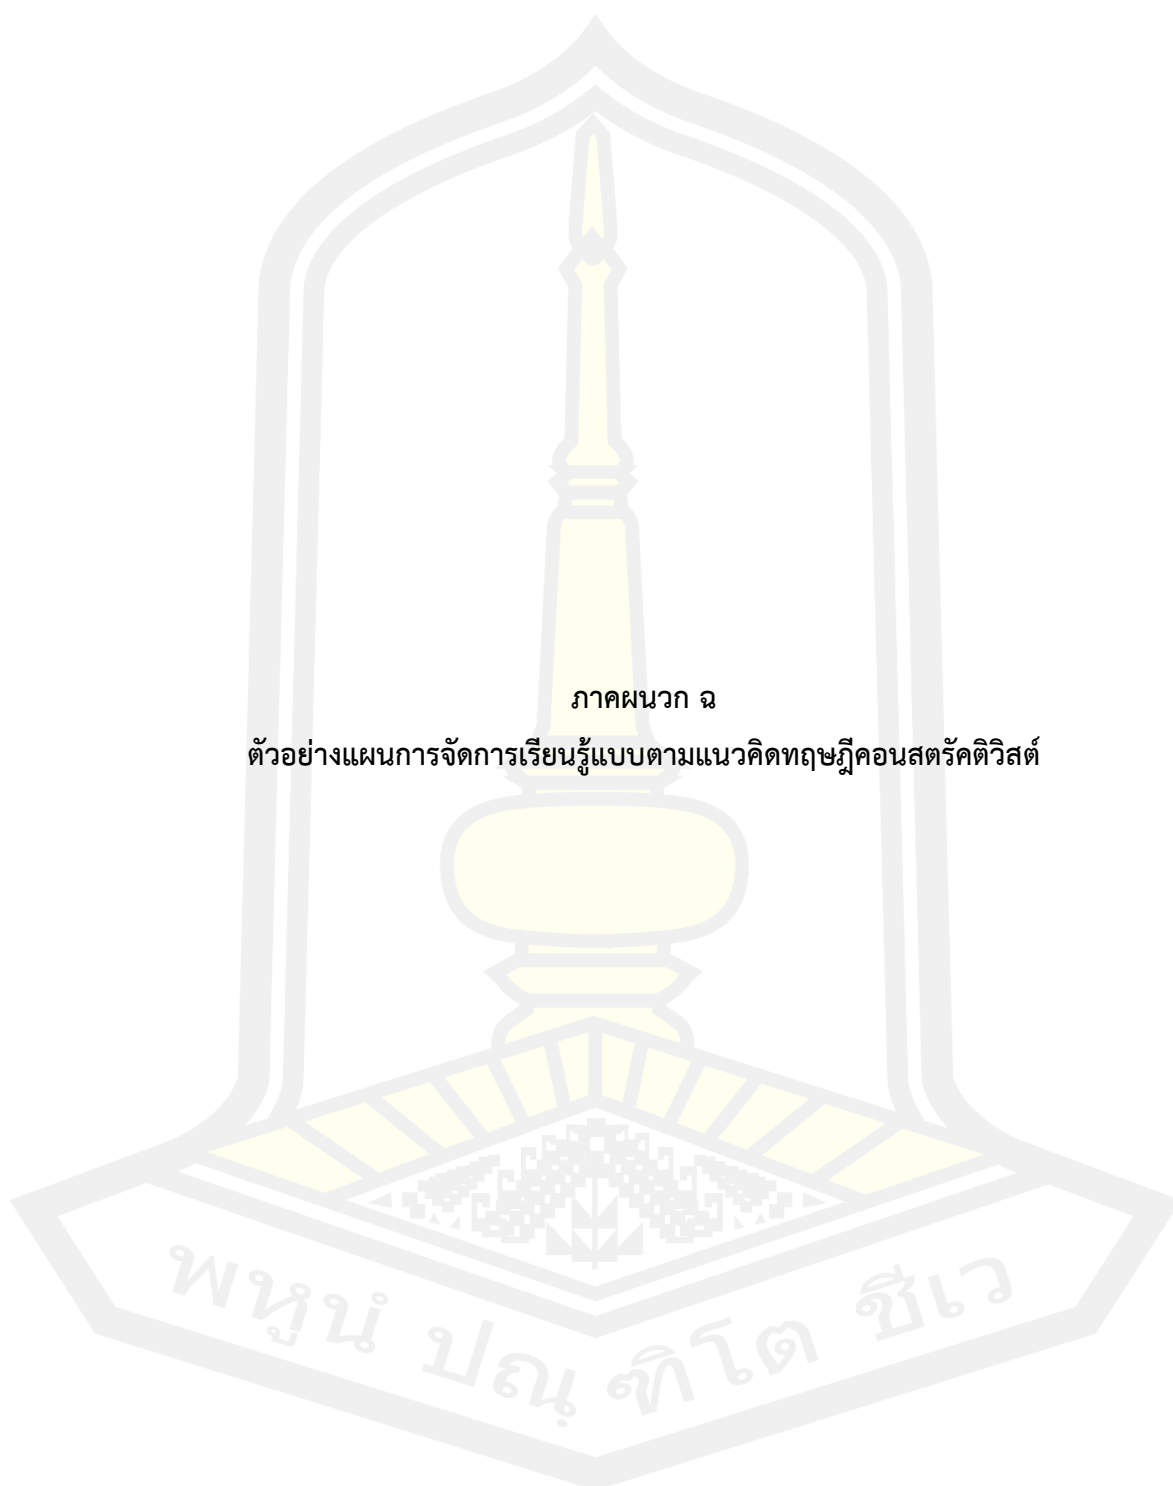 ภาคผนวก ฉ
ตัวอย่างแผนการจัดการเรียนรู้แบบตามแนวคิดทฤษฎีคอนสตรัคติวิสต์
พหูนํ ปณฺฑิโต ชีเว